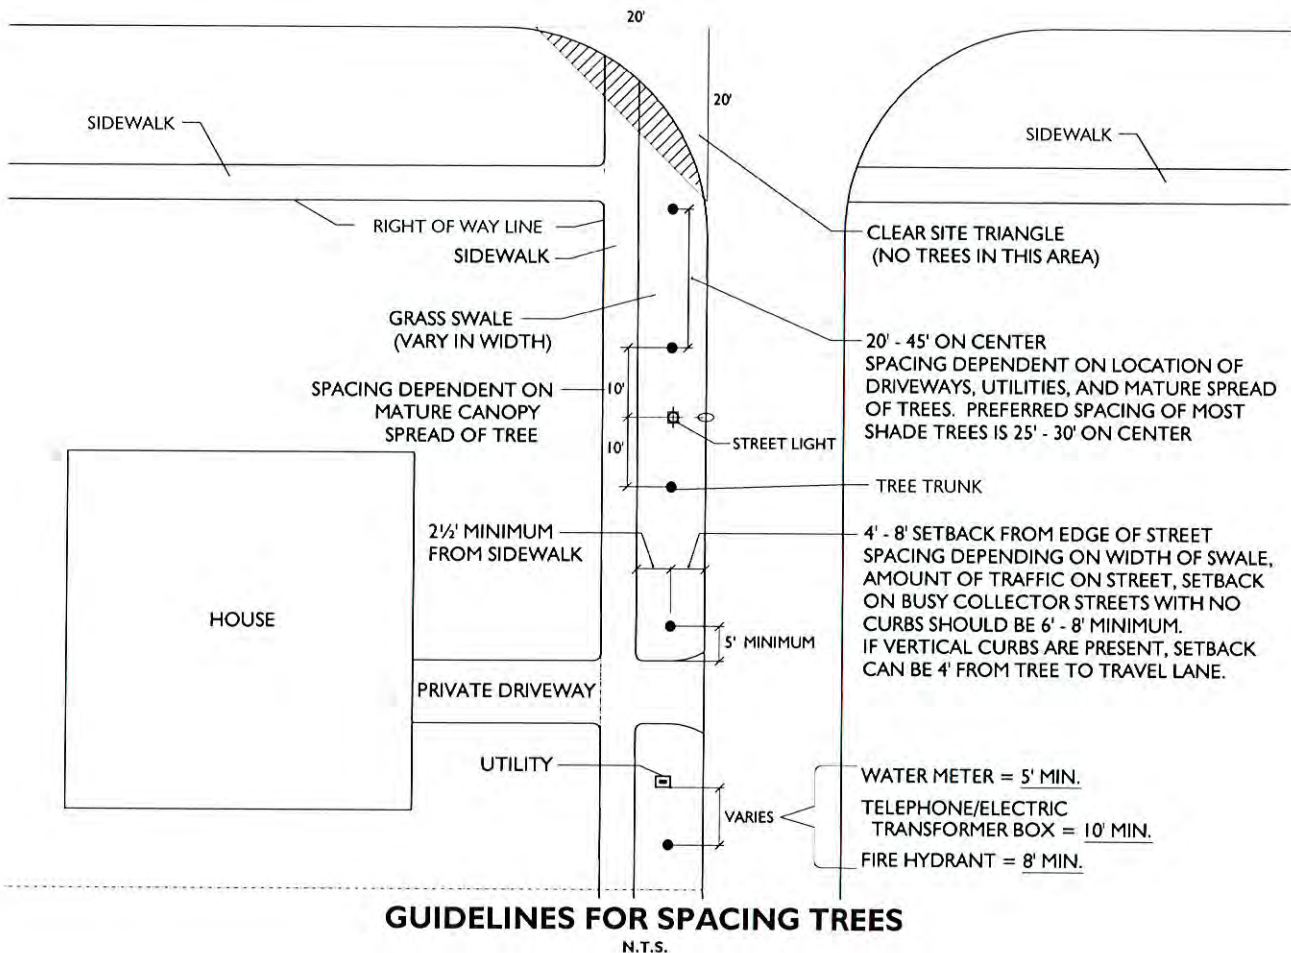 20'
20'
SIDEWALK
SIDEWALK
RIGHT OF WAY LINE
SIDEWALK
CLEAR SITE TRIANGLE
(NO TREES IN THIS AREA)
GRASS SWALE
(VARY IN WIDTH)
20' - 45' ON CENTER
SPACING DEPENDENT ON LOCATION OF
DRIVEWAYS, UTILITIES, AND MATURE SPREAD
OF TREES. PREFERRED SPACING OF MOST
SHADE TREES IS 25' - 30' ON CENTER
SPACING DEPENDENT ON
MATURE CANOPY
SPREAD OF TREE
10'
10'
STREET LIGHT
TREE TRUNK
2½' MINIMUM
FROM SIDEWALK
4' - 8' SETBACK FROM EDGE OF STREET
SPACING DEPENDING ON WIDTH OF SWALE,
AMOUNT OF TRAFFIC ON STREET, SETBACK
ON BUSY COLLECTOR STREETS WITH NO
CURBS SHOULD BE 6' - 8' MINIMUM.
IF VERTICAL CURBS ARE PRESENT, SETBACK
CAN BE 4' FROM TREE TO TRAVEL LANE.
HOUSE
5' MINIMUM
PRIVATE DRIVEWAY
UTILITY
VARIES
WATER METER = 5' MIN.
TELEPHONE/ELECTRIC
TRANSFORMER BOX = 10' MIN.
FIRE HYDRANT = 8' MIN.
GUIDELINES FOR SPACING TREES
N.T.S.